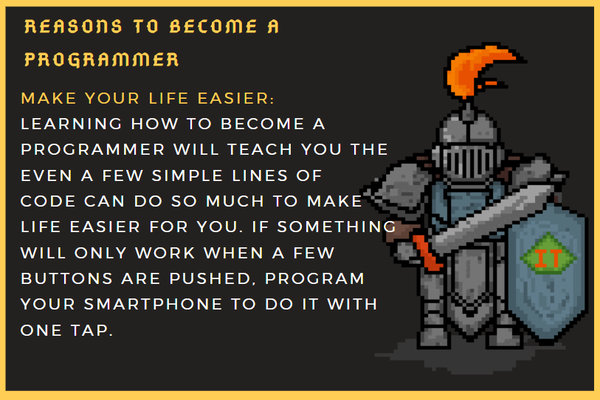 REASONS TO BECOME A
PROGRAMMER
MAKE YOUR LIFE EASIER:
LEARNING HOW TO BECOME A
PROGRAMMER WILL TEACH YOU THE
EVEN A FEW SIMPLE LINES OF
CODE CAN DO SO MUCH TO MAKE
LIFE EASIER FOR YOU. IF SOMETHING
WILL ONLY WORK WHEN A FEW
BUTTONS ARE PUSHED, PROGRAM
YOUR SMARTPHONE TO DO IT WITH
ONE TAP.
IT